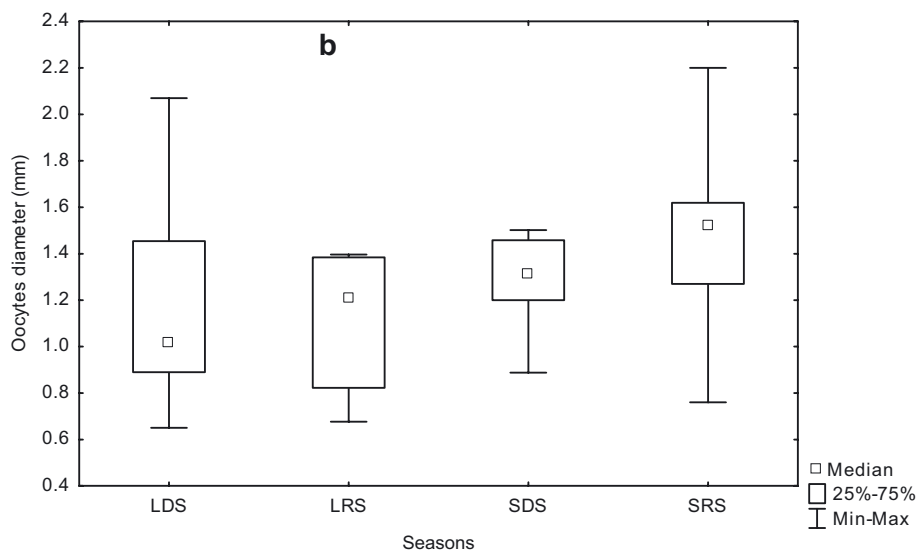 b
2.4
2.2
2.0
1.8
1.6
1.4
1.2
1.0
0.8
0.6
0.4
Oocytes diameter (mm)
LDS LRS SDS SRS
Seasons
Median
25%-75%
Min-Max